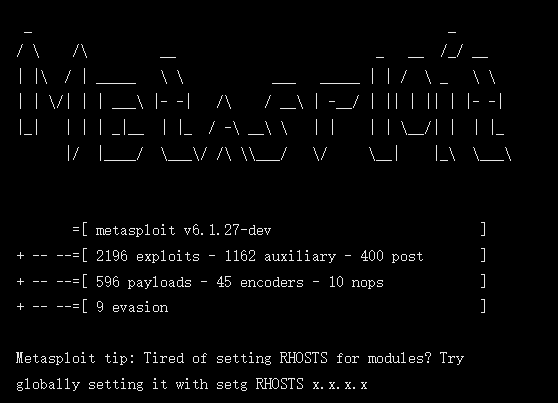 METASPLOIT
=[ metasploit v6.1.27-dev ]
+ -- --=[ 2196 exploits - 1162 auxiliary - 400 post ]
+ -- --=[ 596 payloads - 45 encoders - 10 nops ]
+ -- --=[ 9 evasion ]
Metasploit tip: Tired of setting RHOSTS for modules? Try
globally setting it with setg RHOSTS x.x.x.x